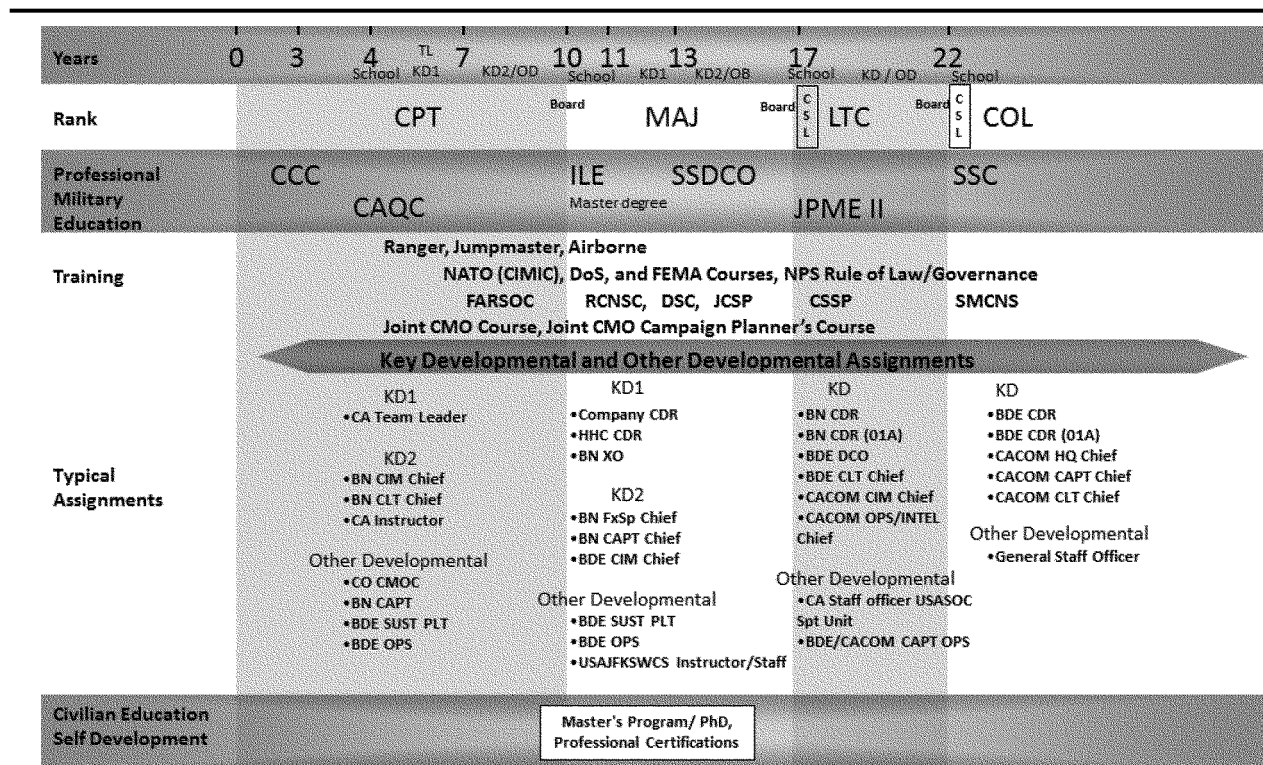 Years 0 3 4 TL 7 10 11 13 17 22
School KD1 KD2/OD School KD1 KD2/OB School KD / OD School
Rank CPT Board MAJ Board CSL LTC Board CSL COL
Professional
Military
Education
CCC ILE SSDCO SSC
CAQC Master degree JPME II
Training
Ranger, Jumpmaster, Airborne
NATO (CIMIC), DoS, and FEMA Courses, NPS Rule of Law/Governance
FARSOC RCNSC, DSC, JCSP CSSP SMCNS
Joint CMO Course, Joint CMO Campaign Planner's Course
Key Developmental and Other Developmental Assignments
Typical
Assignments
KD1
•CA Team Leader
KD2
•BN CIM Chief
•BN CLT Chief
•CA Instructor
Other Developmental
•CO CMOC
•BN CAPT
•BDE SUST PLT
•BDE OPS
KD1
•Company CDR
•HHC CDR
•BN XO
KD2
•BN FxSp Chief
•BN CAPT Chief
•BDE CIM Chief
Other Developmental
•BDE SUST PLT
•BDE OPS
•USAJFKSWCS Instructor/Staff
KD
•BN CDR
•BN CDR (01A)
•BDE DCO
•BDE CLT Chief
•CACOM CIM Chief
•CACOM OPS/INTEL
Chief
Other Developmental
•CA Staff officer USASOC
Spt Unit
•BDE/CACOM CAPT OPS
KD
•BDE CDR
•BDE CDR (01A)
•CACOM HQ Chief
•CACOM CAPT Chief
•CACOM CLT Chief
Other Developmental
•General Staff Officer
Civilian Education
Self Development
Master's Program/ PhD,
Professional Certifications